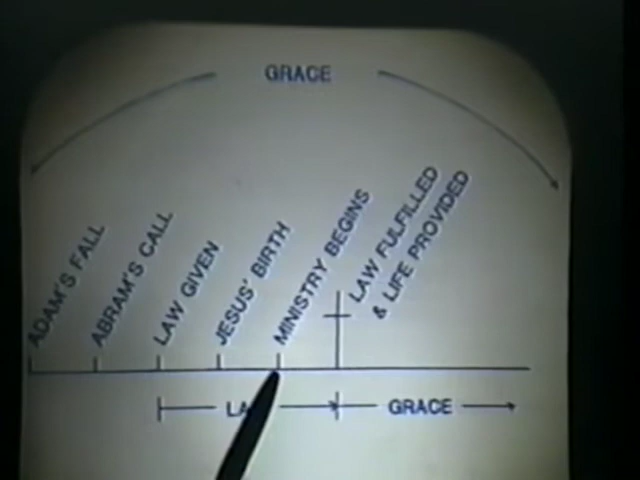 GRACE
ADAM'S FALL
ABRAM'S CALL
LAW GIVEN
JESUS' BIRTH
MINISTRY BEGINS
LAW FULFILLED
& LIFE PROVIDED
GRACE